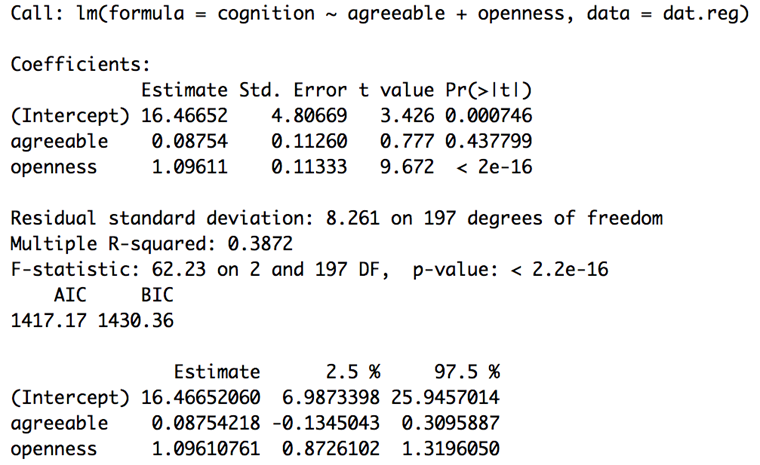 Call: lm(formula = cognition ~ agreeable + openness, data = dat.reg)
Coefficients:
Estimate Std. Error t value Pr(>|t|)
(Intercept) 16.46652 4.80669 3.426 0.000746
agreeable 0.08754 0.11260 0.777 0.437799
openness 1.09611 0.11333 9.672 < 2e-16
Residual standard deviation: 8.261 on 197 degrees of freedom
Multiple R-squared: 0.3872
F-statistic: 62.23 on 2 and 197 DF, p-value: < 2.2e-16
AIC BIC
1417.17 1430.36
Estimate 2.5 % 97.5 %
(Intercept) 16.46652060 6.9873398 25.9457014
agreeable 0.08754218 -0.1345043 0.3095887
openness 1.09610761 0.8726102 1.3196050